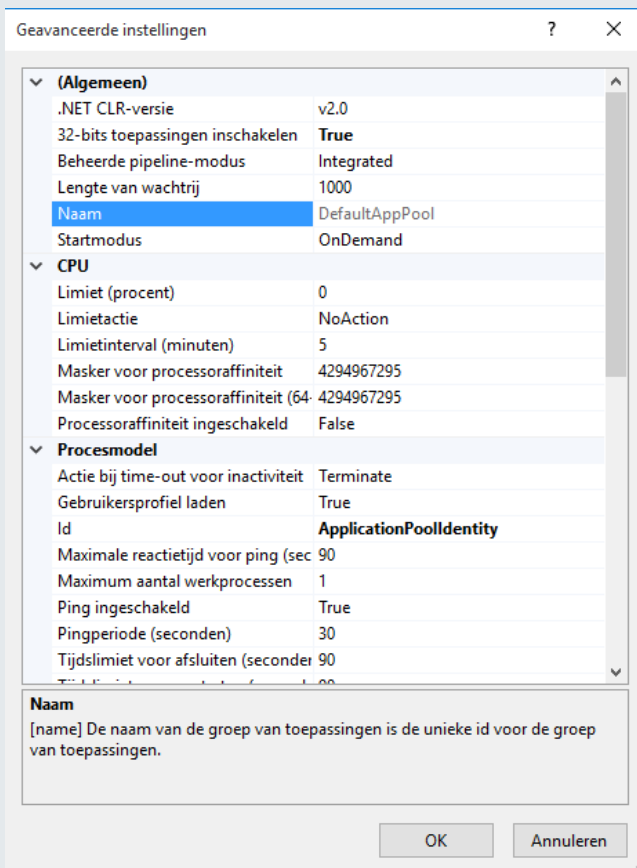 Geavanceerde instellingen
(Algemeen)
.NET CLR-versie v2.0
32-bits toepassingen inschakelen True
Beheerde pipeline-modus Integrated
Lengte van wachtrij 1000
Naam DefaultAppPool
Startmodus OnDemand
CPU
Limiet (procent) 0
Limietactie NoAction
Limietinterval (minuten) 5
Masker voor processoraffiniteit 4294967295
Masker voor processoraffiniteit (64- 4294967295
Processoraffiniteit ingeschakeld False
Procesmodel
Actie bij time-out voor inactiviteit Terminate
Gebruikersprofiel laden True
Id ApplicationPoolIdentity
Maximale reactietijd voor ping (sec 90
Maximum aantal werkprocessen 1
Ping ingeschakeld True
Pingperiode (seconden) 30
Tijdslimiet voor afsluiten (seconder 90
Naam
[name] De naam van de groep van toepassingen is de unieke id voor de groep
van toepassingen.
OK Annuleren